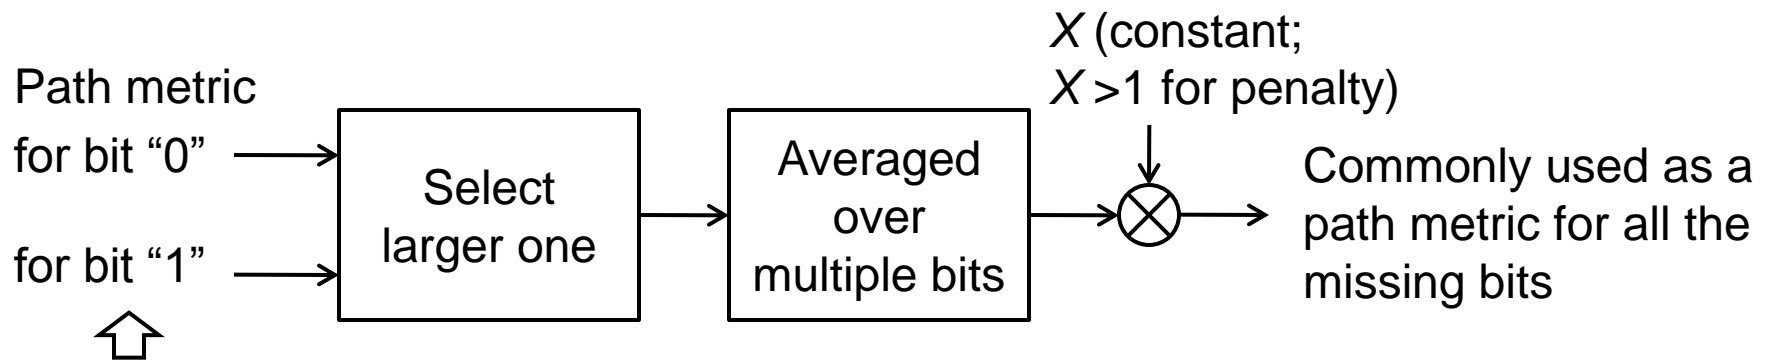 Path metric
for bit “0”
for bit “1”
Select
larger one
Averaged
over
multiple bits
X (constant;
X >1 for penalty)
Commonly used as a
path metric for all the
missing bits